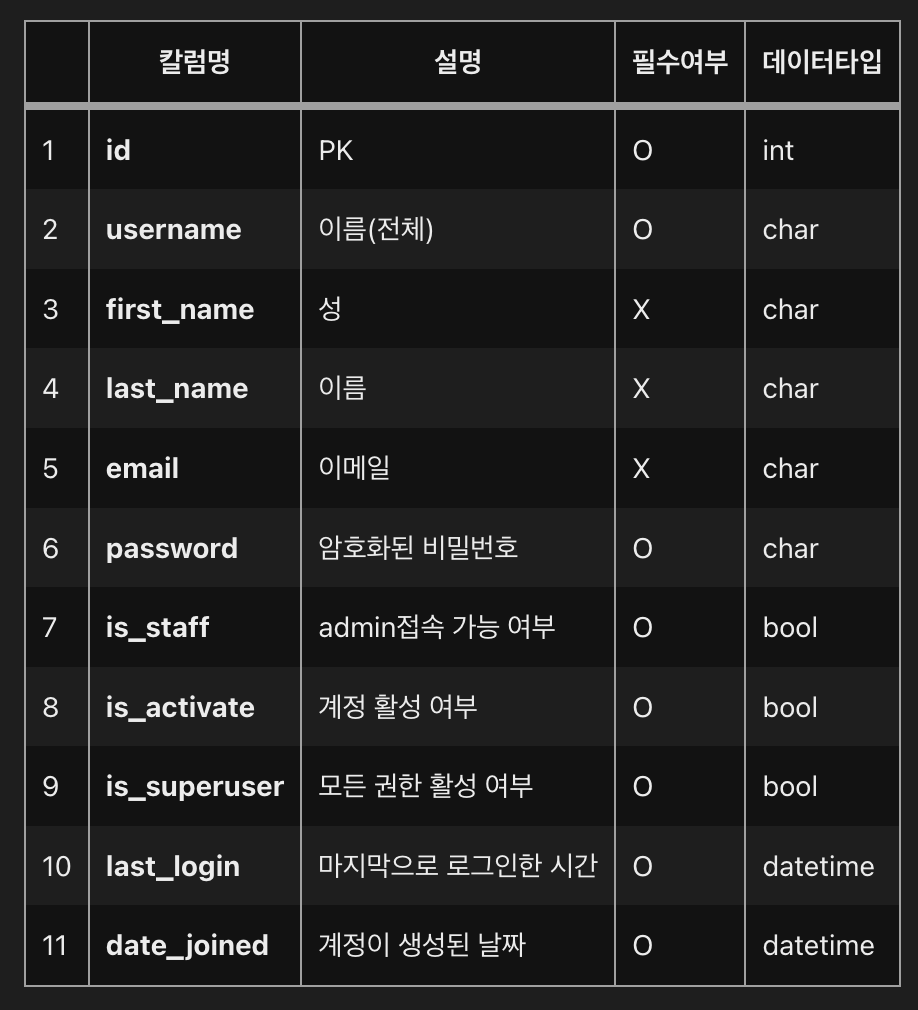 칼럼명 설명 필수여부 데이터타입
1 id PK O int
2 username 이름(전체) O char
3 first_name 성 X char
4 last_name 이름 X char
5 email 이메일 X char
6 password 암호화된 비밀번호 O char
7 is_staff admin접속 가능 여부 O bool
8 is_activate 계정 활성 여부 O bool
9 is_superuser 모든 권한 활성 여부 O bool
10 last_login 마지막으로 로그인한 시간 O datetime
11 date_joined 계정이 생성된 날짜 O datetime